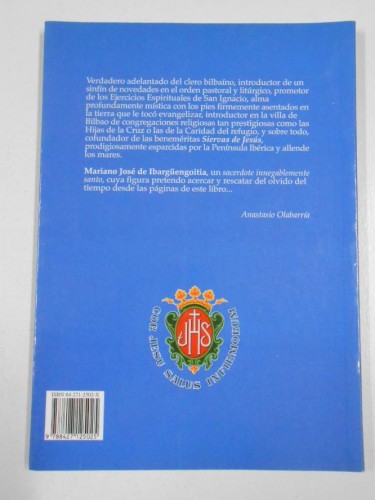 Verdadero adelantado del clero bilbaíno, introductor de un
sinfín de novedades en el orden pastoral y litúrgico, promotor
de los Ejercicios Espirituales de San Ignacio, alma
profundamente mística con los pies firmemente asentados en
la tierra que le tocó evangelizar, introductor en la villa de
Bilbao de congregaciones religiosas tan prestigiosas como las
Hijas de la Cruz o las de la Caridad del refugio, y sobre todo,
cofundador de las beneméritas Siervas de Jesús,
prodigiosamente esparcidas por la Península Ibérica y allende
los mares.
Mariano José de Ibargüengoitia, un sacerdote innegablemente
santo, cuya figura pretendo acercar y rescatar del olvido del
tiempo desde las páginas de este libro...
Anastasio Olabarría
JHS
COR JESU SALUS INFIRMORUM